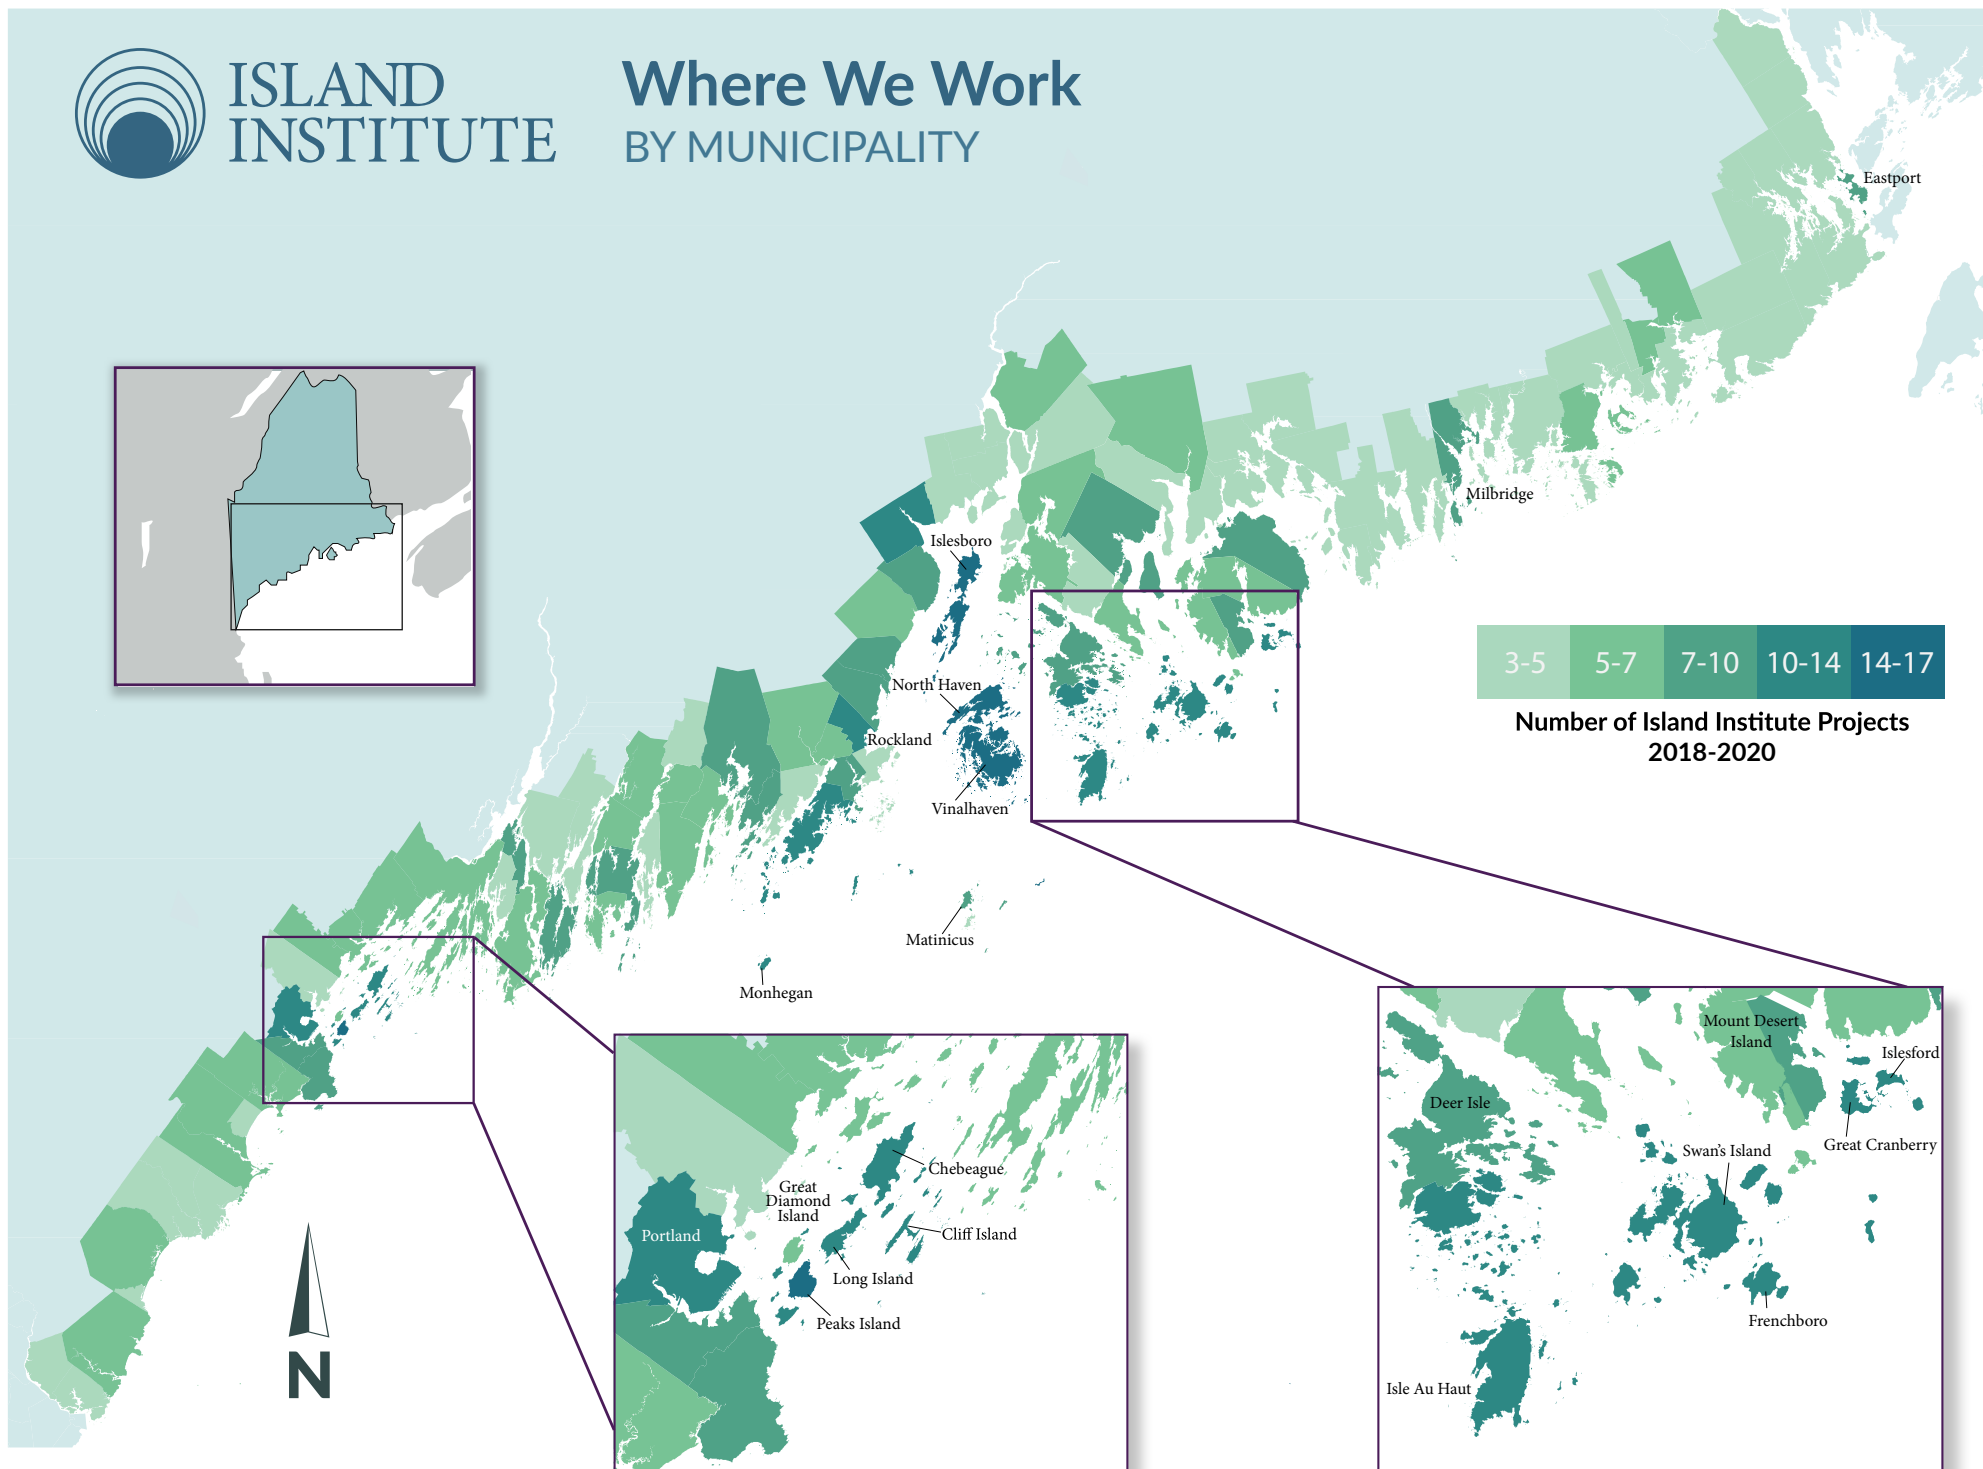 ISLAND
INSTITUTE
Where We Work
BY MUNICIPALITY
Eastport
Milbridge
Islesboro
North Haven
Rockland
Vinalhaven
3-5 5-7 7-10 10-14 14-17
Number of Island Institute Projects
2018-2020
Matinicus
Monhegan
Chebeague
Great
Diamond
Island
Portland
Cliff Island
Long Island
Peaks Island
Mount Desert
Island
Islesford
Deer Isle
Great Cranberry
Swan's Island
Frenchboro
Isle Au Haut
N